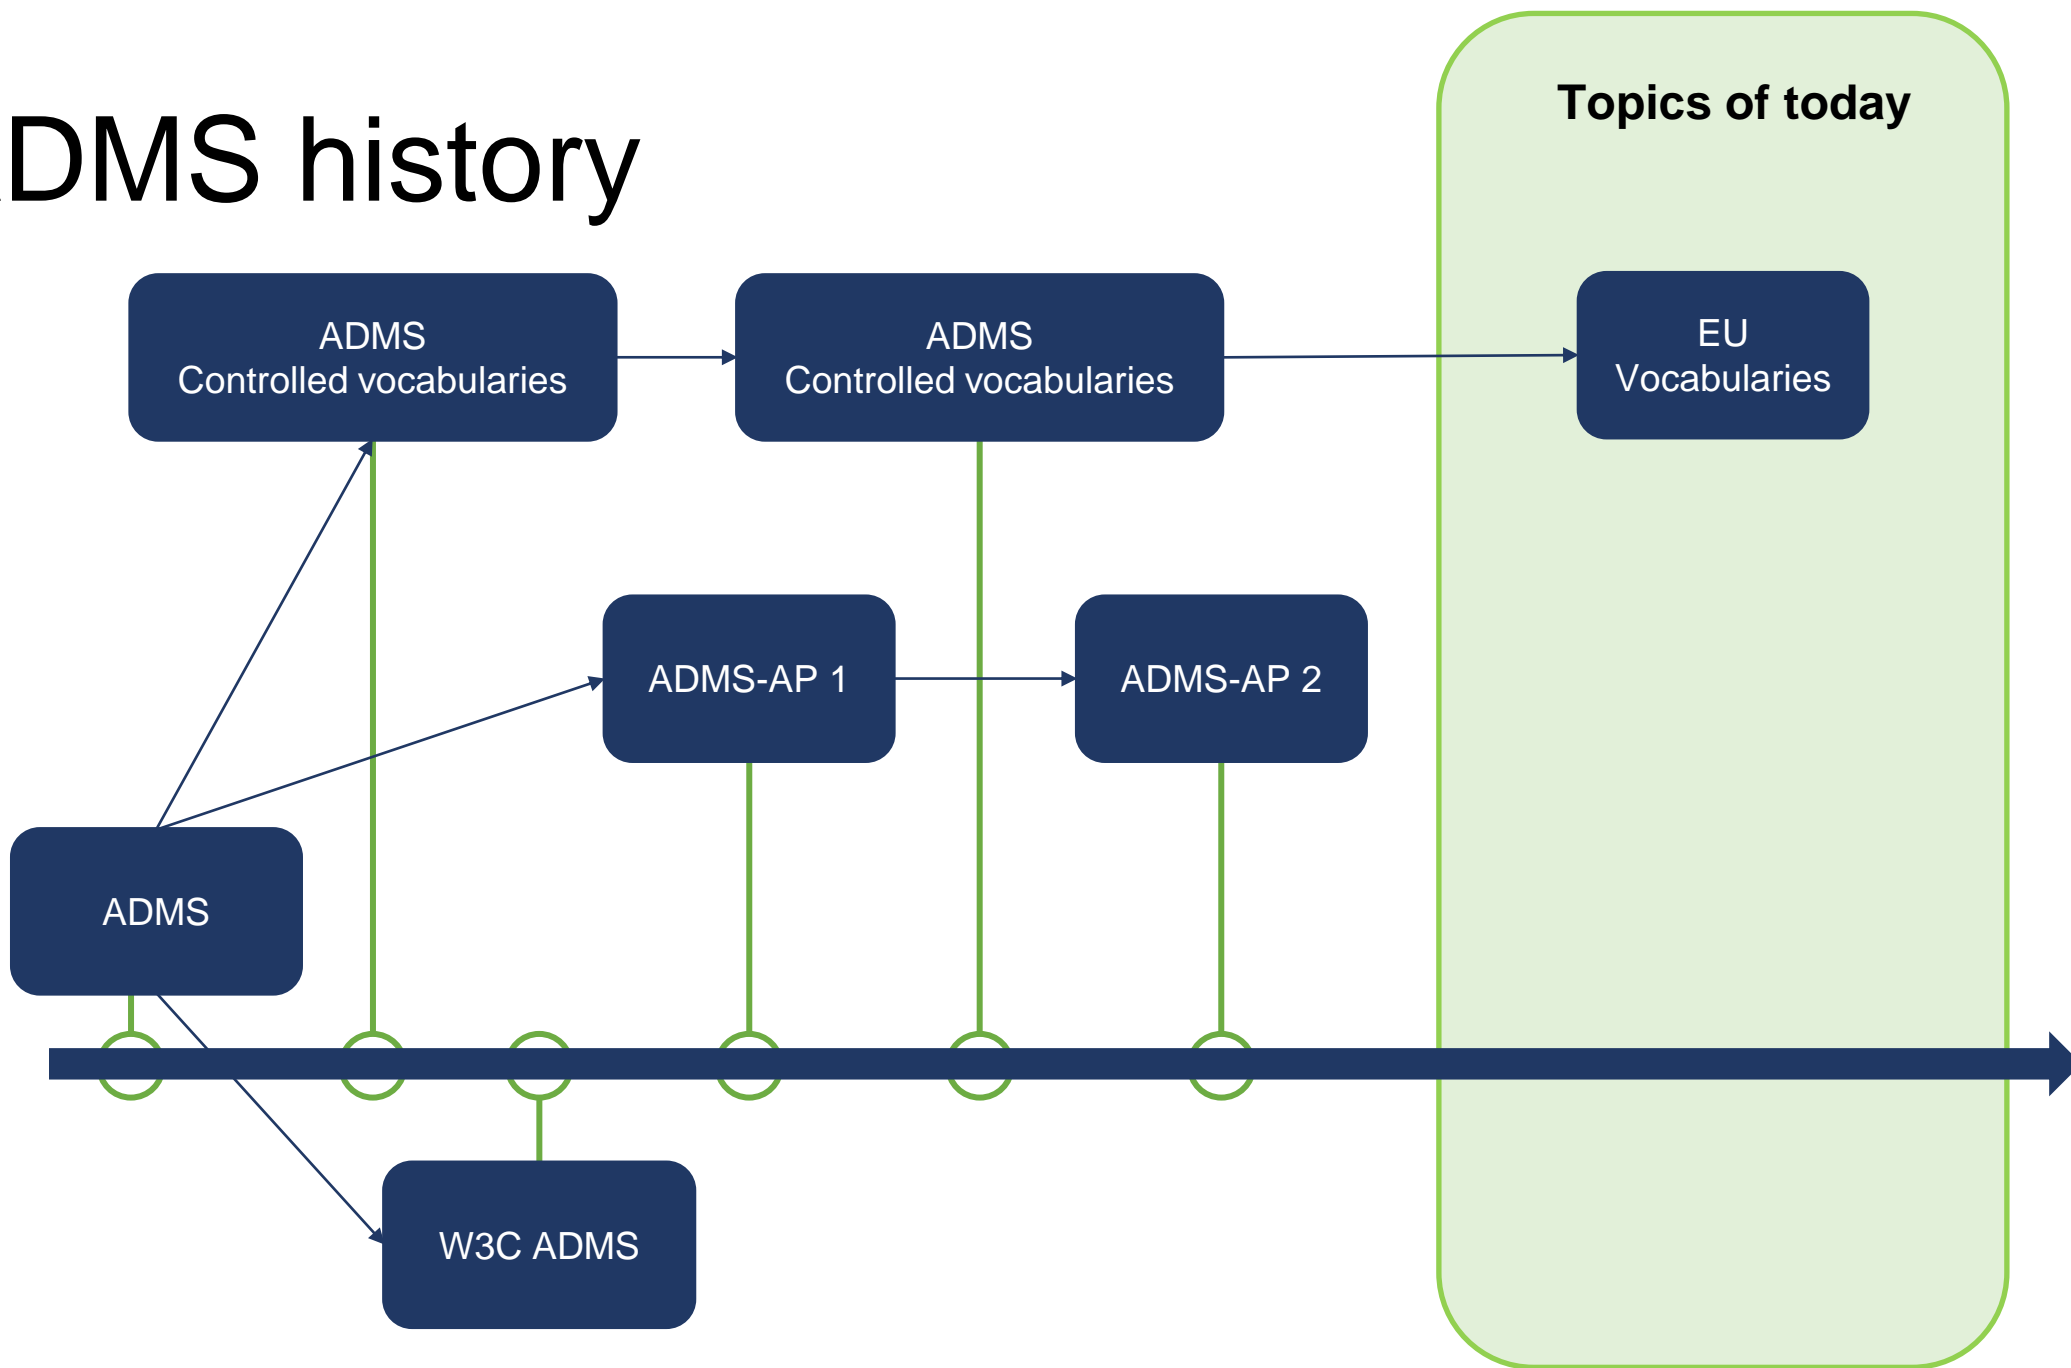 ADMS history
Topics of today
ADMS
Controlled vocabularies
ADMS
Controlled vocabularies
EU
Vocabularies
ADMS-AP 1
ADMS-AP 2
ADMS
W3C ADMS